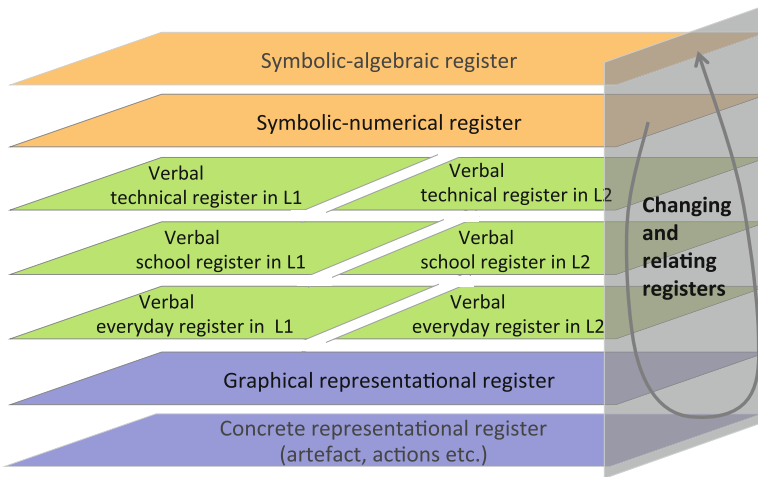 Symbolic-algebraic register
Symbolic-numerical register
Verbal
technical register in L1
Verbal
technical register in L2
Verbal
school register in L1
Verbal
school register in L2
Verbal
everyday register in L1
Verbal
everyday register in L2
Graphical representational register
Concrete representational register
(artefact, actions etc.)
Changing
and
relating
registers